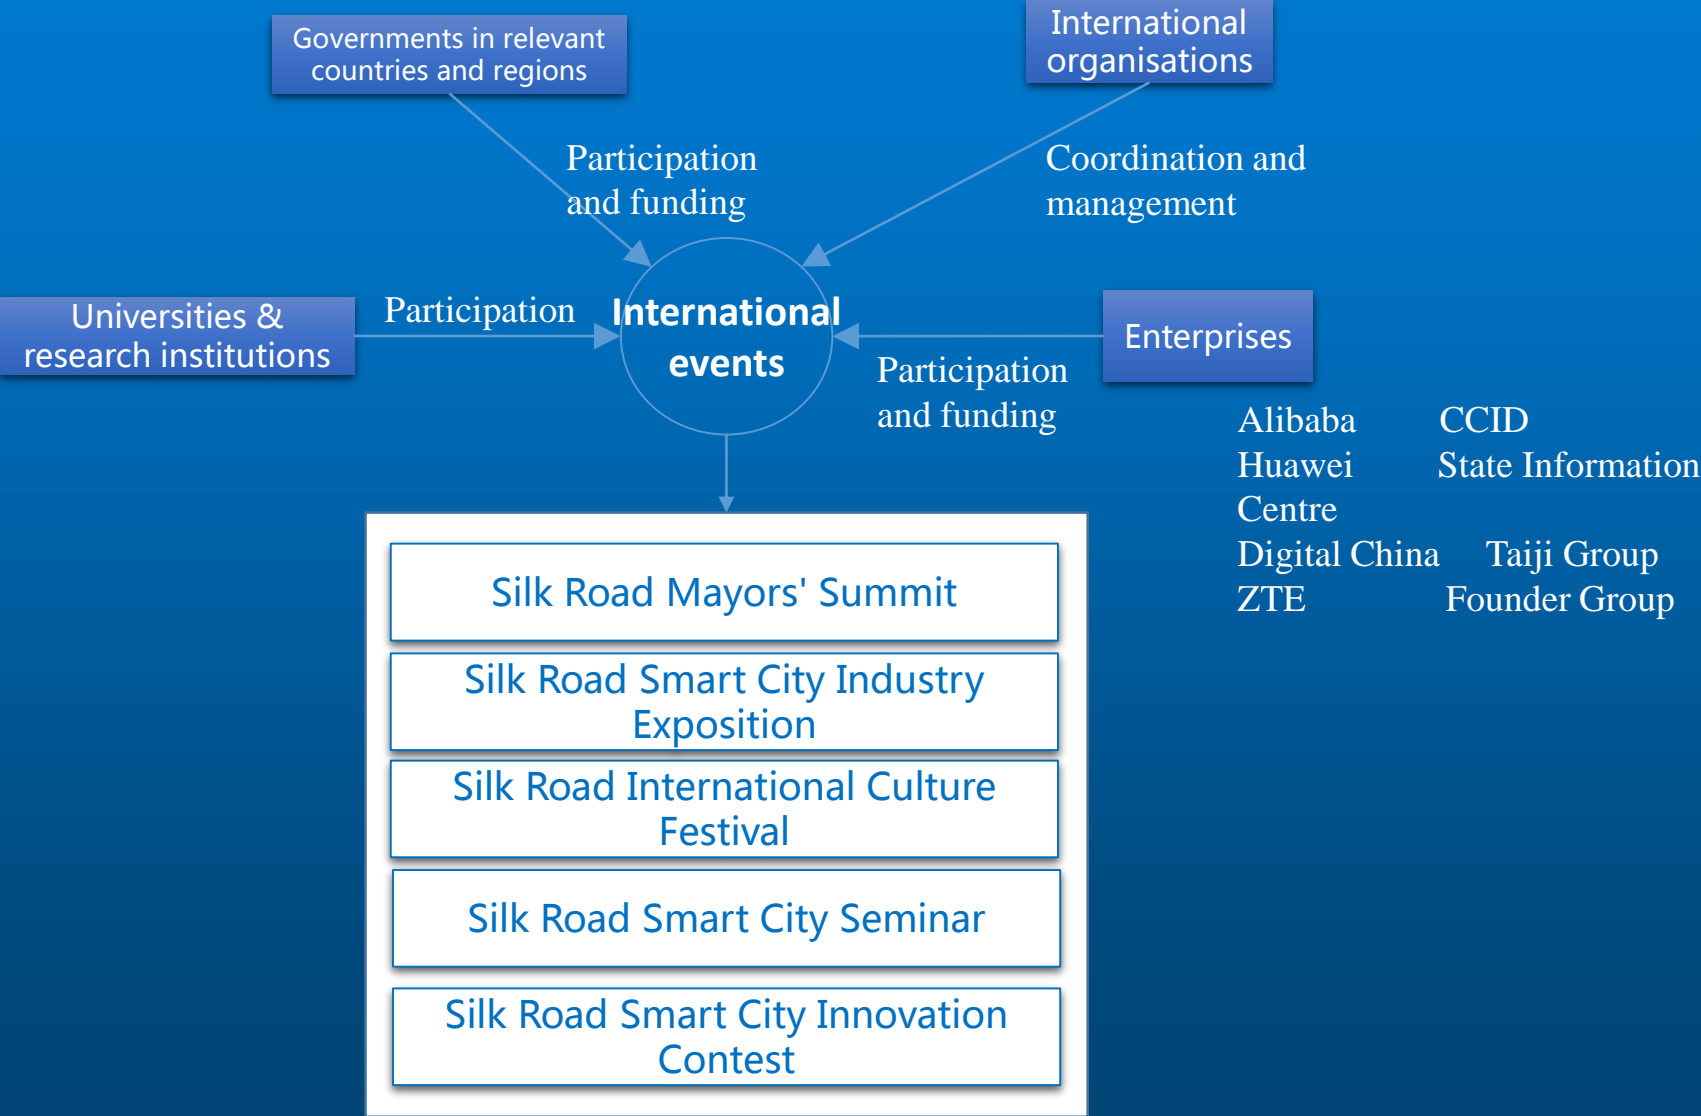 Governments in relevant
countries and regions
International
organisations
Participation
and funding
Coordination and
management
Universities &
research institutions
Participation
International
events
Enterprises
Participation
and funding
Alibaba CCID
Huawei State Information
Centre
Digital China Taiji Group
ZTE Founder Group
Silk Road Mayors' Summit
Silk Road Smart City Industry
Exposition
Silk Road International Culture
Festival
Silk Road Smart City Seminar
Silk Road Smart City Innovation
Contest